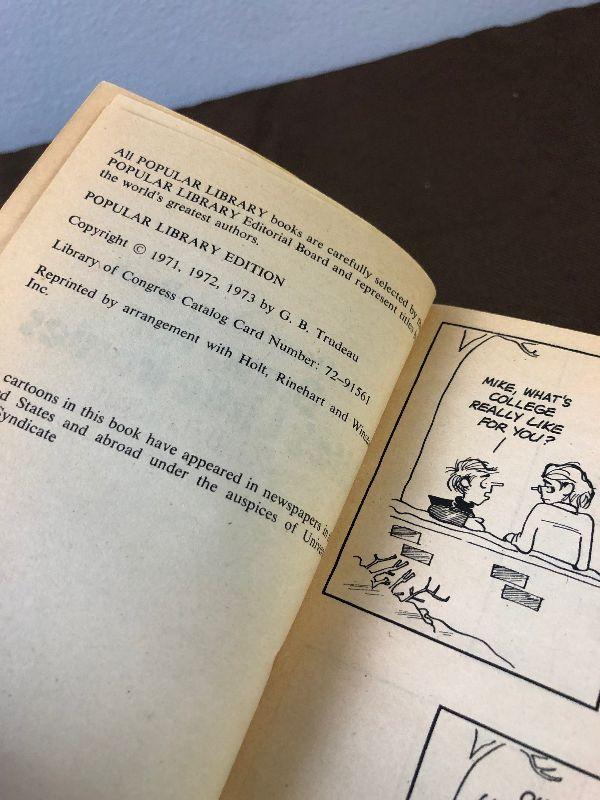 All POPULAR LIBRARY books are carefully selected by
POPULAR LIBRARY Editorial Board and represent titles
the world's greatest authors.
POPULAR LIBRARY EDITION
Copyright © 1971, 1972, 1973 by G. B. Trudeau
Library of Congress Catalog Card Number: 72-91561
Reprinted by arrangement with Holt, Rinehart and
Inc.
cartoons in this book have appeared in newspapers
States and abroad under the auspices of
Syndicate
MIKE, WHAT'S
COLLEGE
REALLY LIKE
FOR YOU?